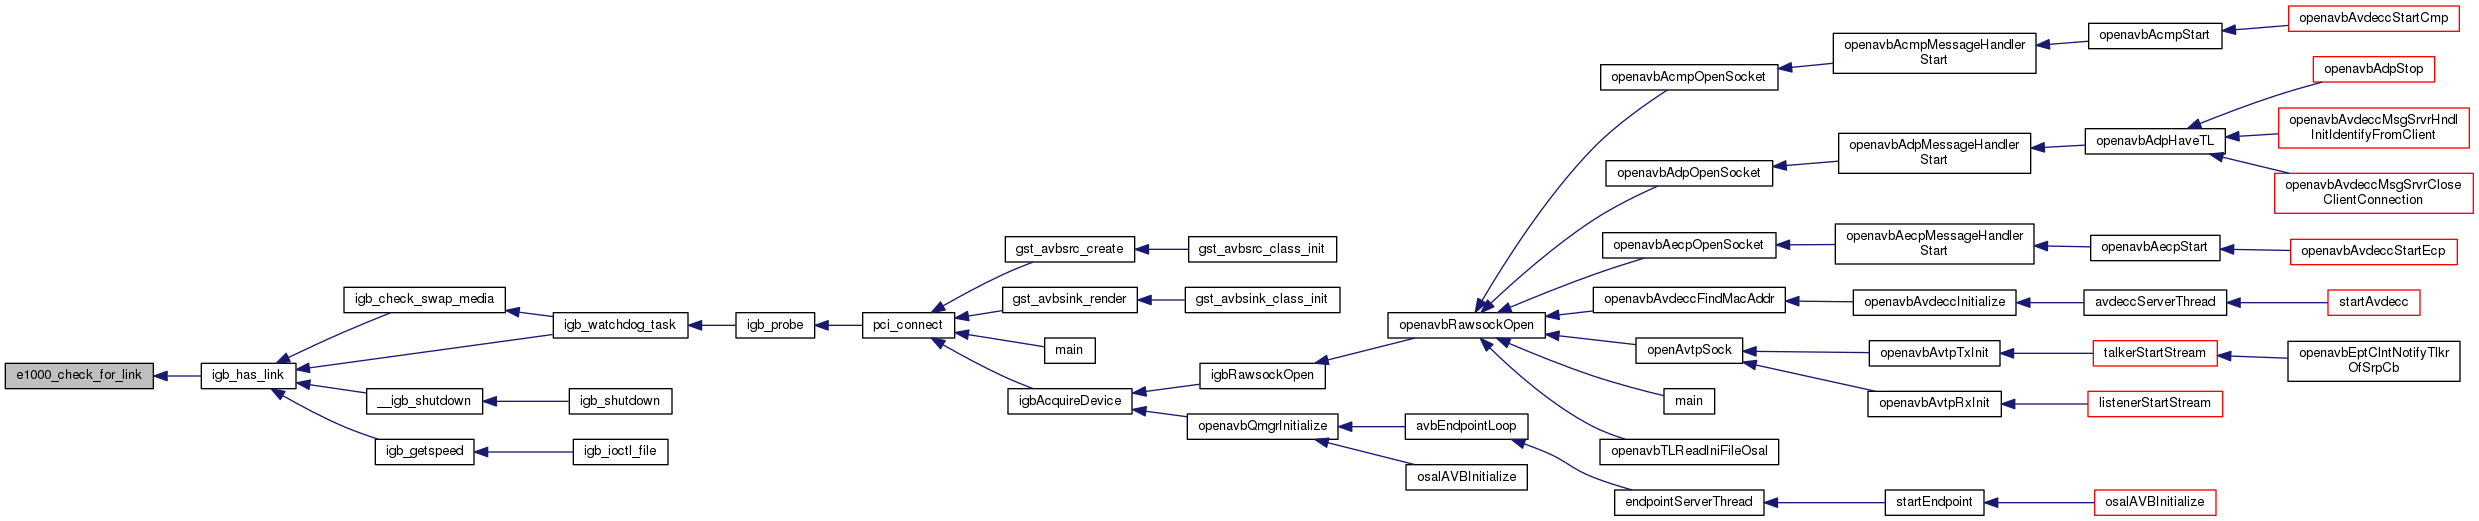 e1000_check_for_link
igb_has_link
igb_check_swap_media
__igb_shutdown
igb_getspeed
igb_watchdog_task
igb_shutdown
igb_ioctl_file
igb_probe
pci_connect
gst_avbsrc_create
gst_avbsink_render
main
igbAcquireDevice
gst_avbsrc_class_init
gst_avbsink_class_init
igbRawsockOpen
openavbQmgrInitialize
avbEndpointLoop
osalAVBInitialize
openavbRawsockOpen
openavbAcmpOpenSocket
openavbAdpOpenSocket
openavbAecpOpenSocket
openavbAvdeccFindMacAddr
openAvtpSock
main
openavbTLReadIniFileOsal
endpointServerThread
openavbAcmpMessageHandler
Start
openavbAdpMessageHandler
Start
openavbAecpMessageHandler
Start
openavbAvdeccInitialize
openavbAvtpTxInit
openavbAvtpRxInit
startEndpoint
openavbAcmpStart
openavbAdpHaveTL
openavbAecpStart
avdeccServerThread
talkerStartStream
listenerStartStream
osalAVBInitialize
openavbAvdeccStartCmp
openavbAdpStop
openavbAvdeccMsgSrvrHndl
InitIdentifyFromClient
openavbAvdeccMsgSrvrClose
ClientConnection
openavbAvdeccStartEcp
startAvdecc
openavbEptClntNotifyTlkr
OfSrpCb